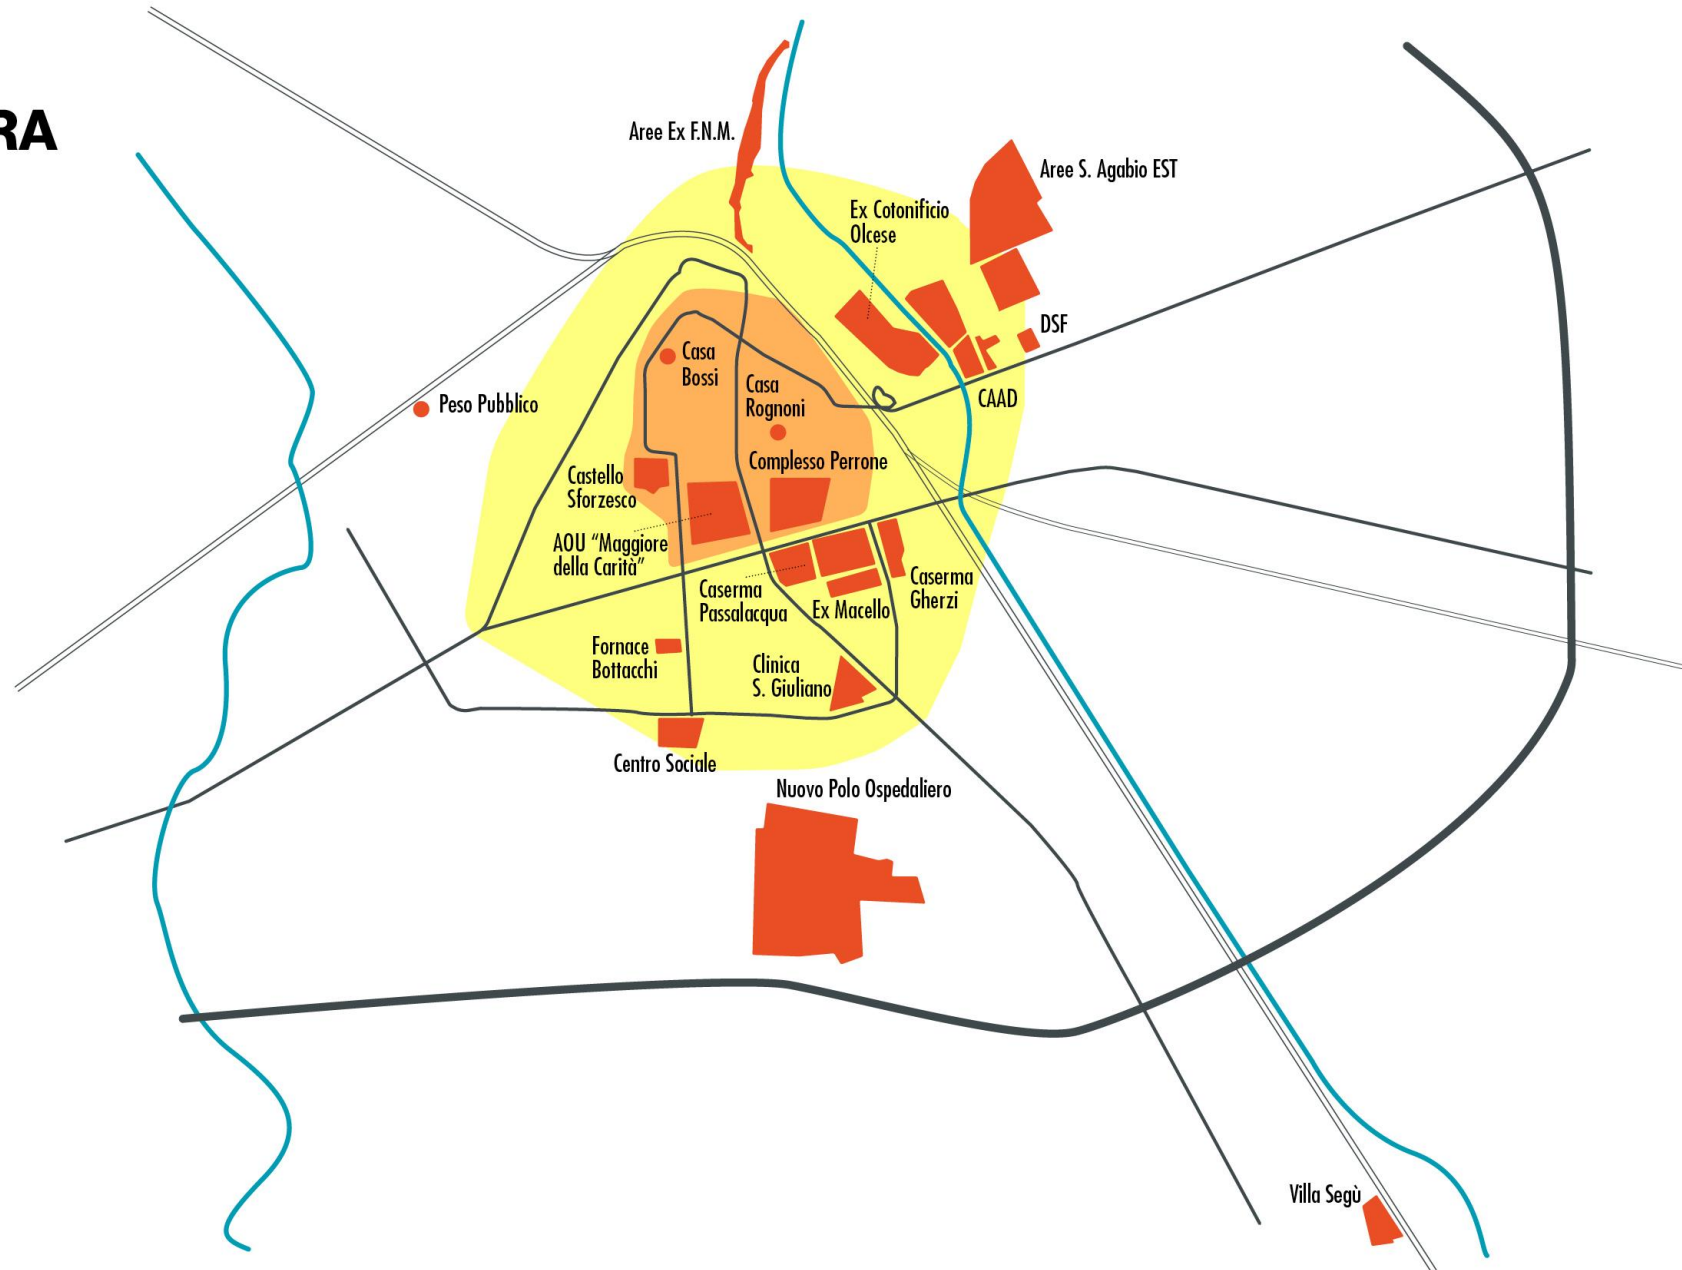 RA
Aree Ex F.N.M.
Aree S. Agabio EST
Ex Cotonificio
Olcese
DSF
Casa
Bossi
Casa
Rognoni
CAAD
Peso Pubblico
Complesso Perrone
Castello
Sforzesco
AOU “Maggiore
della Carità”
Caserma
Passalacqua
Ex Macello
Caserma
Gherzi
Fornace
Bottacchi
Clinica
S. Giuliano
Centro Sociale
Nuovo Polo Ospedaliero
Villa Segù